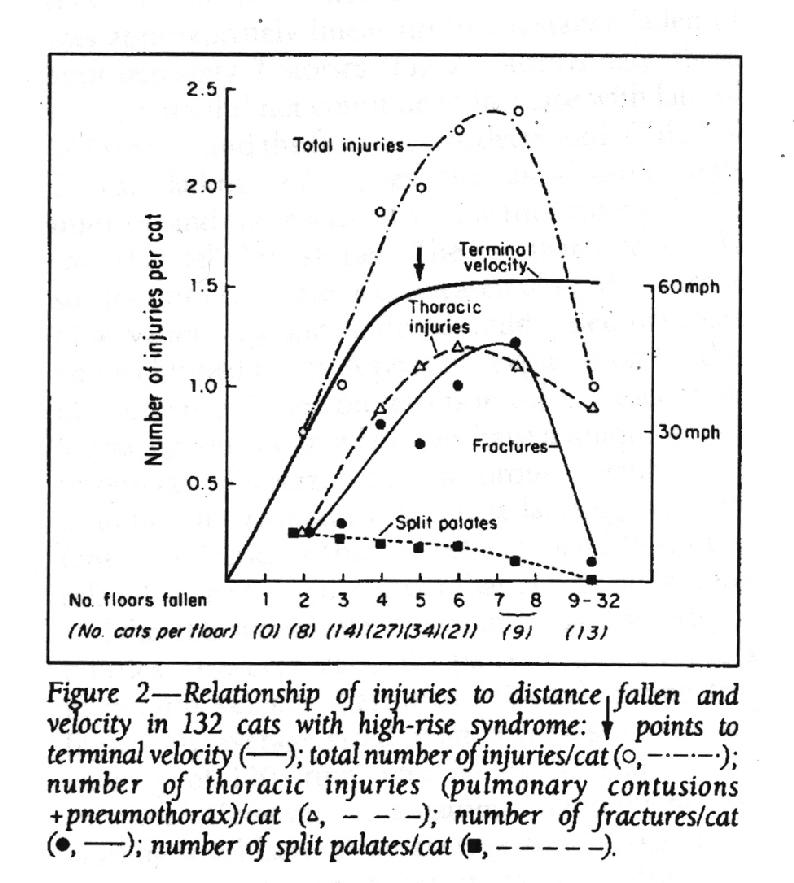 2.5
Total injuries
2.0
Terminal
velocity
1.5
60 mph
Thoracic
injuries
Number of injuries per cat
1.0
30 mph
Fractures
0.5
Split palates
No. floors fallen 1 2 3 4 5 6 7 8 9-32
(No. cats per floor) (0) (8) (14) (27) (34) (21) (9) (13)
Figure 2—Relationship of injuries to distance fallen and
velocity in 132 cats with high-rise syndrome: ↓ points to
terminal velocity (——); total number of injuries/cat (○, —·—·—·);
number of thoracic injuries (pulmonary contusions
+pneumothorax)/cat (△, – – –); number of fractures/cat
(●, ——); number of split palates/cat (■, – – – – –).